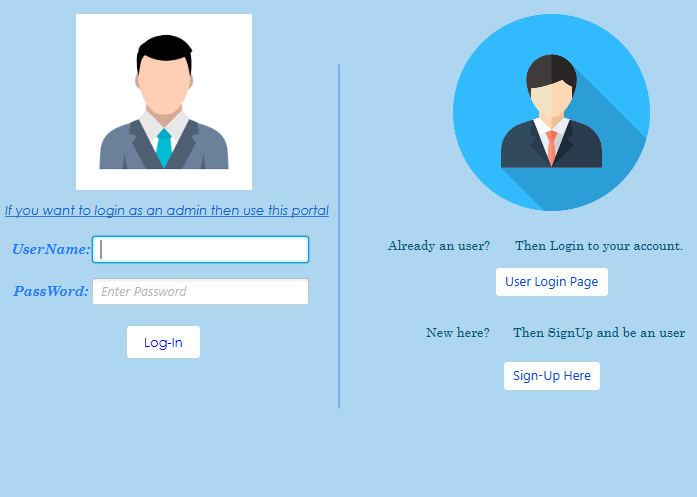 If you want to login as an admin then use this portal
UserName:
PassWord: Enter Password
Log-In
Already an user? Then Login to your account.
User Login Page
New here? Then SignUp and be an user
Sign-Up Here